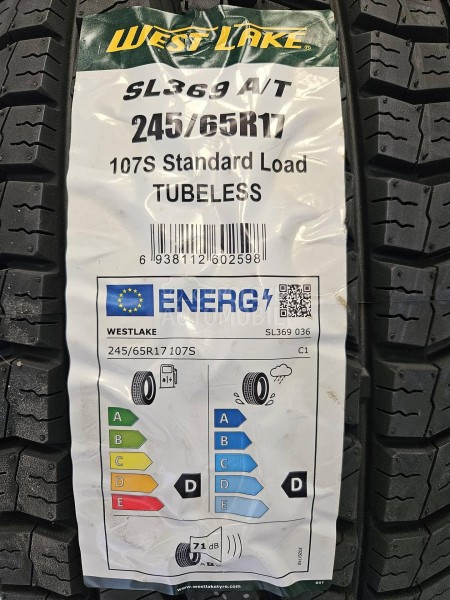 WEST LAKE®
SL369 A/T
245/65R17
107S Standard Load
TUBELESS
6 938112 602598
ENERG
WESTLAKE SL369 036
245/65R17 107S C1
A A
B B
C C
D D D D
E E
71 dB
www.westlaketyre.com